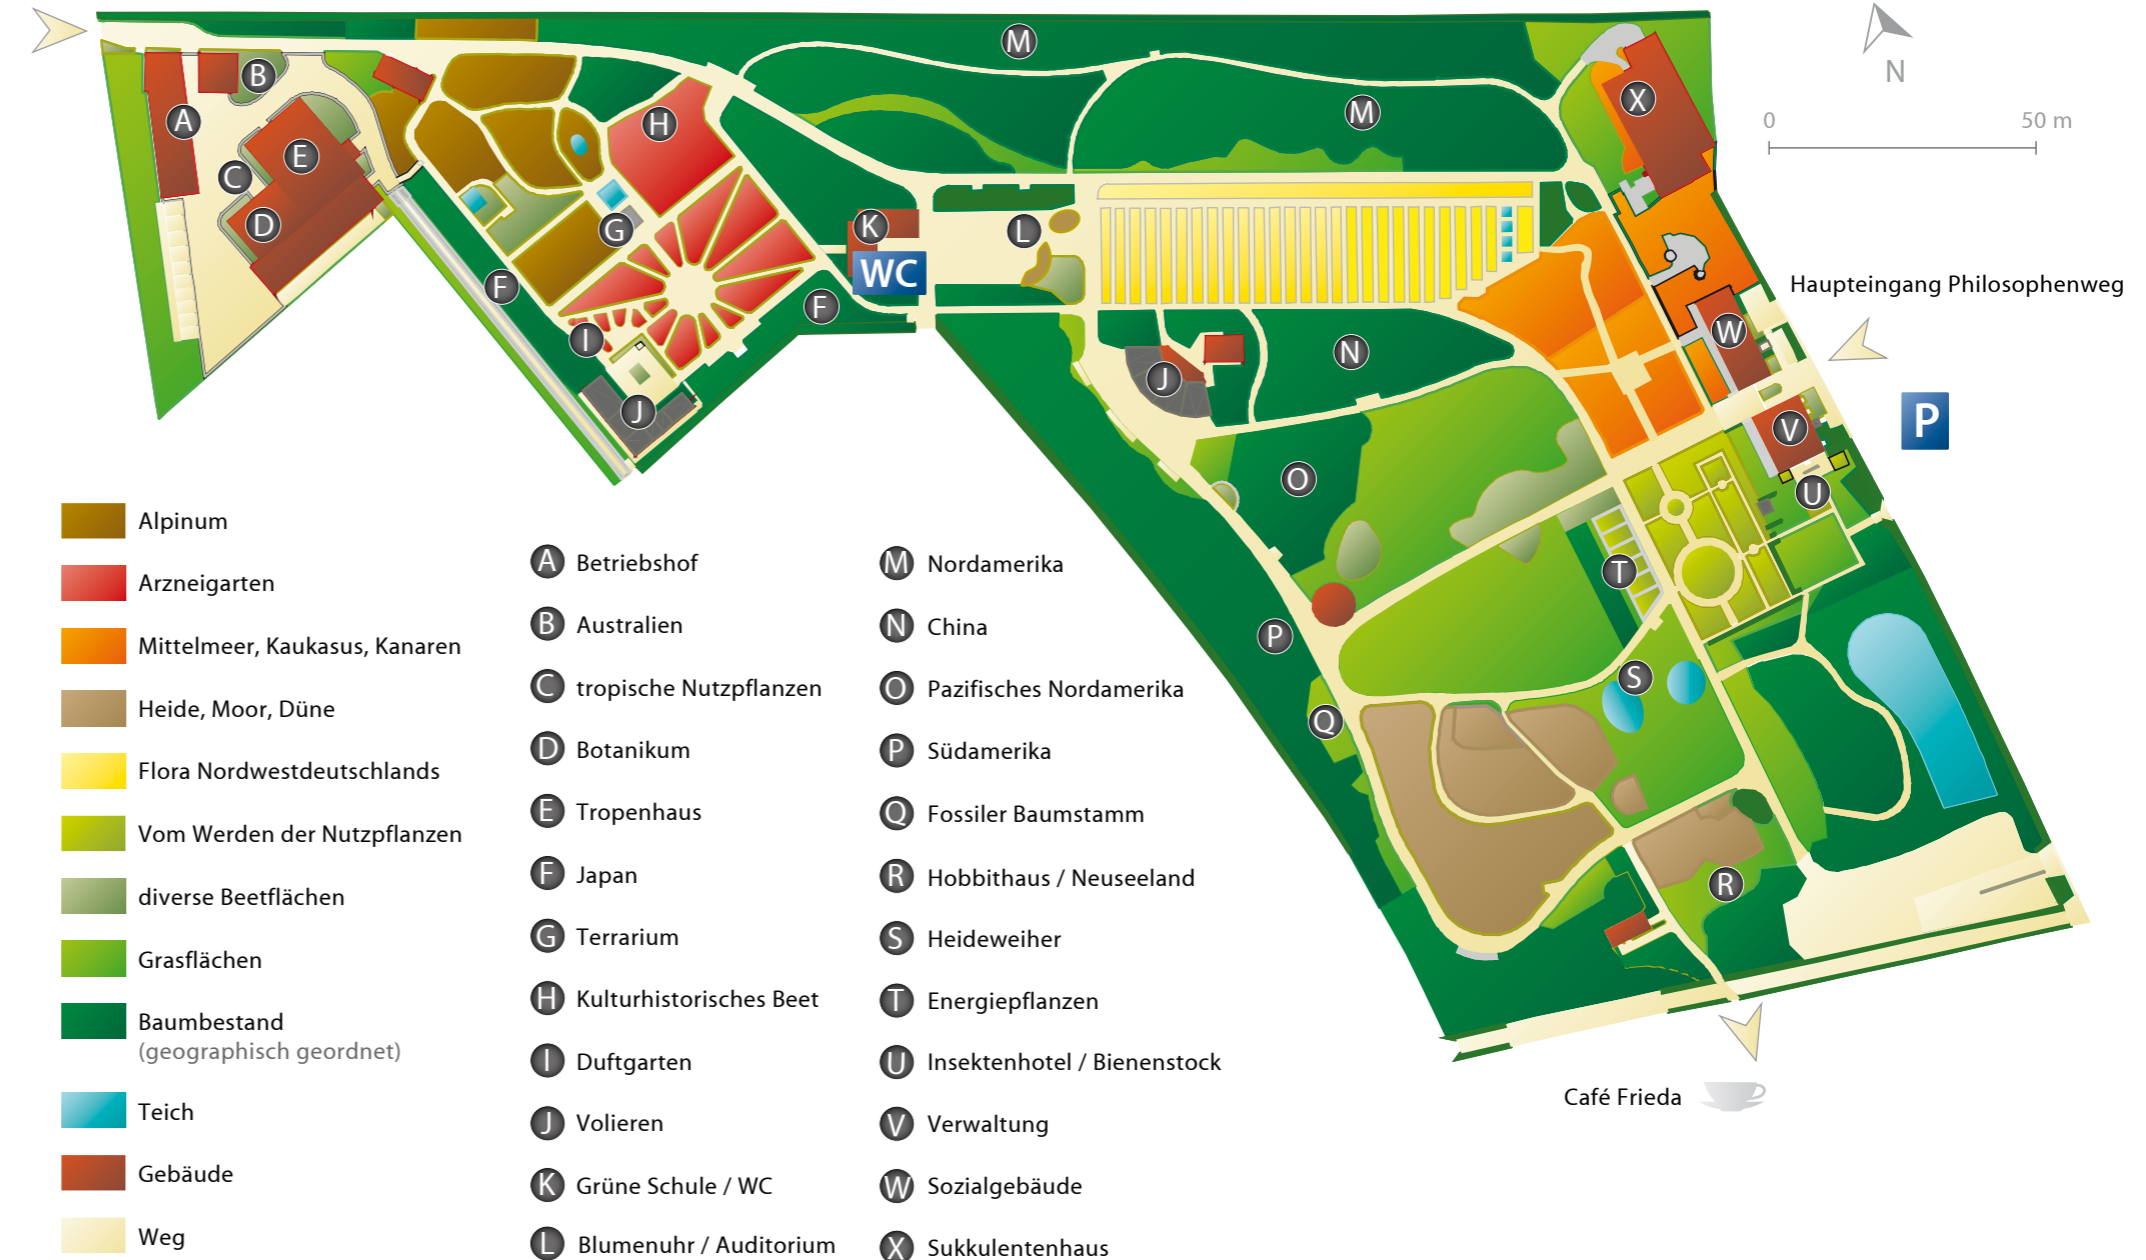 M
N
B
M
X
0 50 m
A
H
E
C
D
G
K
L
WC
Haupteingang Philosophenweg
F
F
I
N
W
J
J
P
V
O
U
T
P
S
Q
R
Café Frieda
Alpinum
Arzneigarten
Mittelmeer, Kaukasus, Kanaren
Heide, Moor, Düne
Flora Nordwestdeutschlands
Vom Werden der Nutzpflanzen
diverse Beetflächen
Grasflächen
Baumbestand
(geographisch geordnet)
Teich
Gebäude
Weg
A Betriebshof
B Australien
C tropische Nutzpflanzen
D Botanikum
E Tropenhaus
F Japan
G Terrarium
H Kulturhistorisches Beet
I Duftgarten
J Volieren
K Grüne Schule / WC
L Blumenuhr / Auditorium
M Nordamerika
N China
O Pazifisches Nordamerika
P Südamerika
Q Fossiler Baumstamm
R Hobbithaus / Neuseeland
S Heideweiher
T Energiepflanzen
U Insektenhotel / Bienenstock
V Verwaltung
W Sozialgebäude
X Sukkulentenhaus